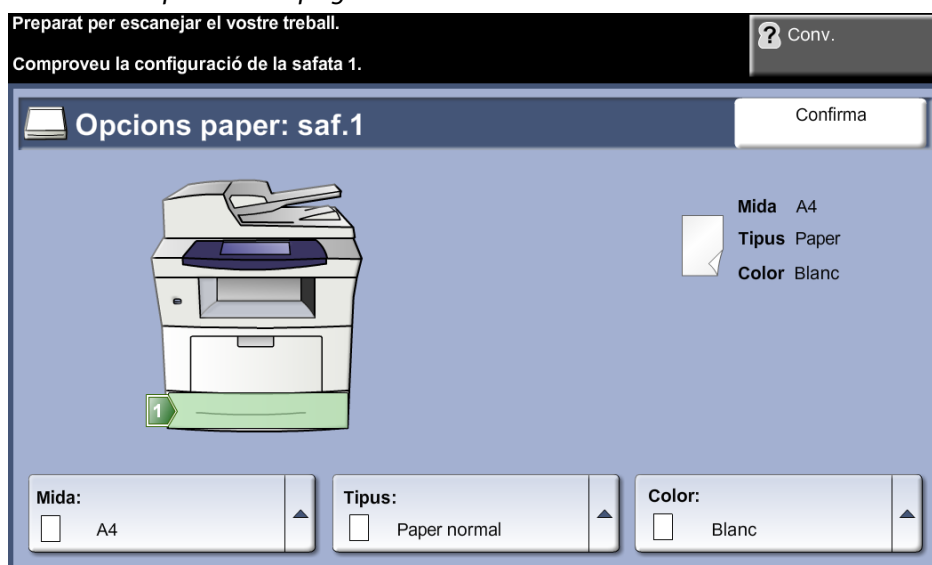 Preparat per escanejar el vostre treball.
Conv.
Comproveu la configuració de la safata 1.
Opcions paper: saf.1
Confirma
Mida A4
Tipus Paper
Color Blanc
1
Mida:
A4
Tipus:
Paper normal
Color:
Blanc